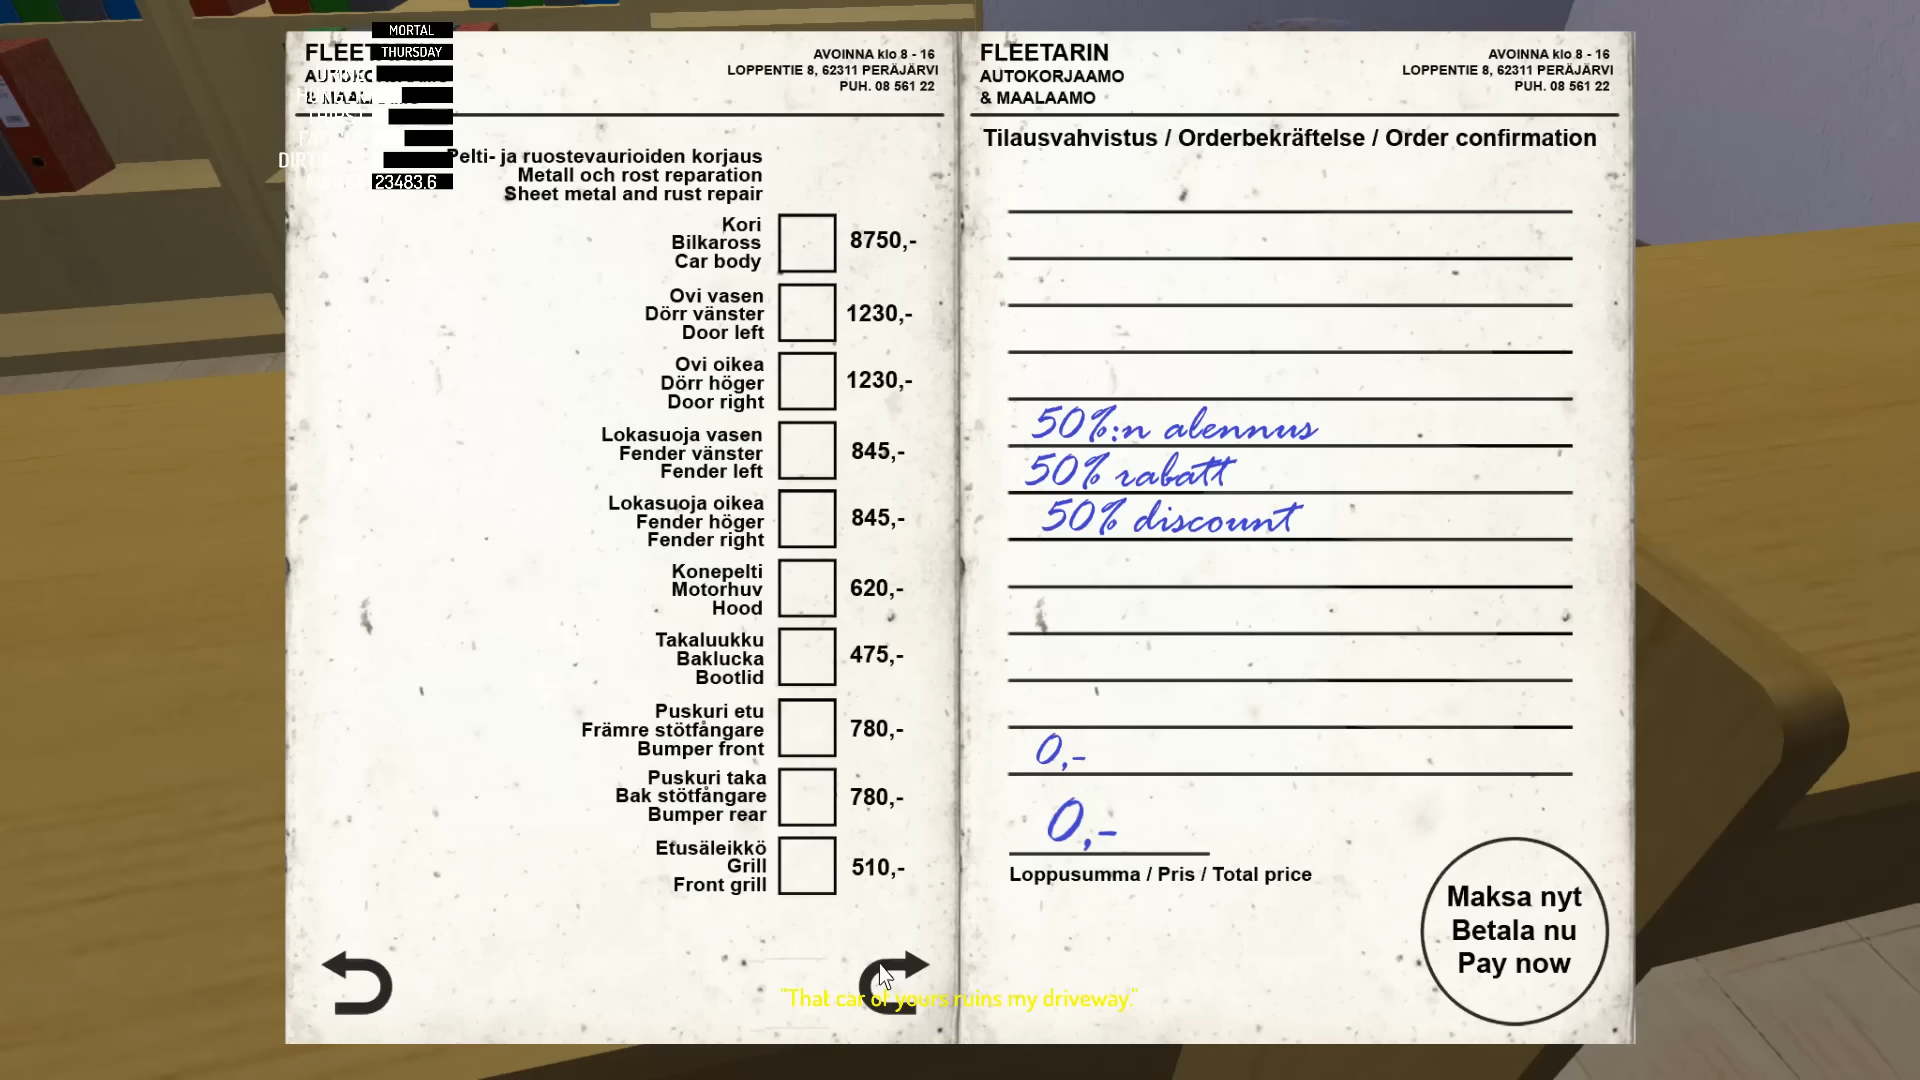 MORTAL
THURSDAY
23483.6
FLEET
& MAAL
AVOINNA klo 8 - 16
LOPPENTIE 8, 62311 PERÄJÄRVI
PUH. 08 561 22
Pelti- ja ruostevaurioiden korjaus
Metall och rost reparation
Sheet metal and rust repair
Kori
Bilkaross
Car body
8750,-
Ovi vasen
Dörr vänster
Door left
1230,-
Ovi oikea
Dörr höger
Door right
1230,-
Lokasuoja vasen
Fender vänster
Fender left
845,-
Lokasuoja oikea
Fender höger
Fender right
845,-
Konepelti
Motorhuv
Hood
620,-
Takaluukku
Baklucka
Bootlid
475,-
Puskuri etu
Främre stötfångare
Bumper front
780,-
Puskuri taka
Bak stötfångare
Bumper rear
780,-
Etusäleikkö
Grill
Front grill
510,-
FLEETARIN
AUTOKORJAAMO
& MAALAAMO
AVOINNA klo 8 - 16
LOPPENTIE 8, 62311 PERÄJÄRVI
PUH. 08 561 22
Tilausvahvistus / Orderbekräftelse / Order confirmation
50%:n alennus
50% rabatt
50% discount
0,-
0,-
Loppusumma / Pris / Total price
Maksa nyt
Betala nu
Pay now
"That car of yours ruins my driveway."